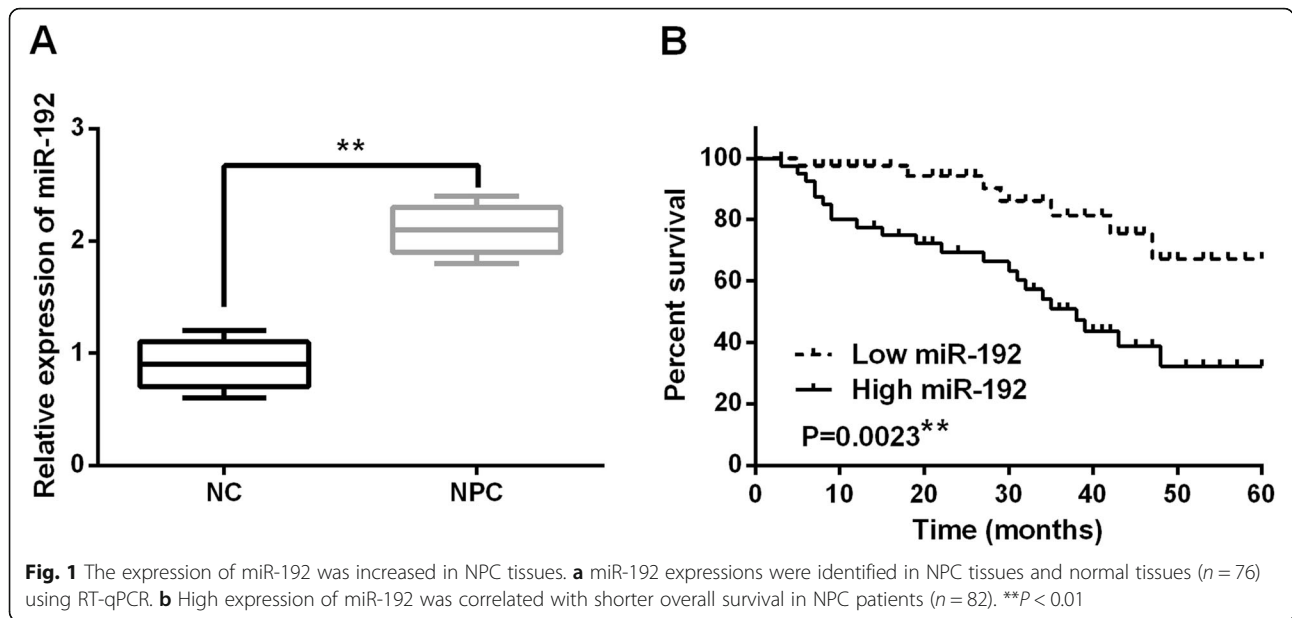 A
Relative expression of miR-192
3
2
1
0
**
NC
NPC
B
Percent survival
100
80
60
40
20
0
Low miR-192
High miR-192
P=0.0023**
0
10
20
30
40
50
60
Time (months)
Fig. 1 The expression of miR-192 was increased in NPC tissues. a miR-192 expressions were identified in NPC tissues and normal tissues (n = 76)
using RT-qPCR. b High expression of miR-192 was correlated with shorter overall survival in NPC patients (n = 82). **P < 0.01